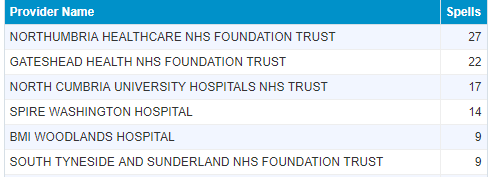 Provider Name Spells
NORTHUMBRIA HEALTHCARE NHS FOUNDATION TRUST 27
GATESHEAD HEALTH NHS FOUNDATION TRUST 22
NORTH CUMBRIA UNIVERSITY HOSPITALS NHS TRUST 17
SPIRE WASHINGTON HOSPITAL 14
BMI WOODLANDS HOSPITAL 9
SOUTH TYNESIDE AND SUNDERLAND NHS FOUNDATION TRUST 9